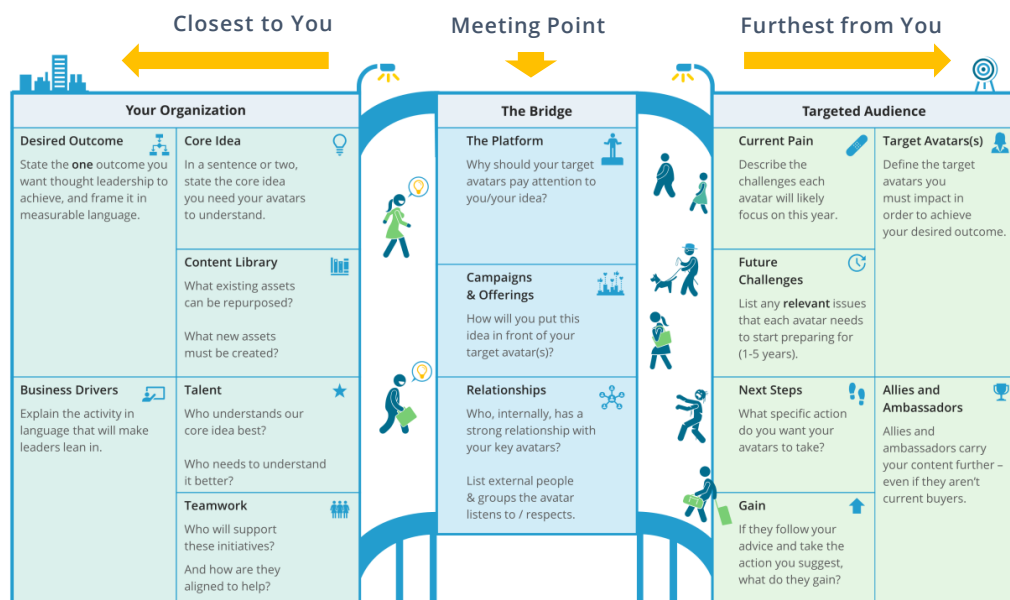 Closest to You
Meeting Point
Furthest from You
Your Organization
Desired Outcome
State the one outcome you
want thought leadership to
achieve, and frame it in
measurable language.
Core Idea
In a sentence or two,
state the core idea
you need your avatars
to understand.
Content Library
What existing assets
can be repurposed?
What new assets
must be created?
Business Drivers
Explain the activity in
language that will make
leaders lean in.
Talent
Who understands our
core idea best?
Who needs to understand
it better?
Teamwork
Who will support
these initiatives?
And how are they
aligned to help?
The Bridge
The Platform
Why should your target
avatars pay attention to
you/your idea?
Campaigns
& Offerings
How will you put this
idea in front of your
target avatar(s)?
Relationships
Who, internally, has a
strong relationship with
your key avatars?
List external people
& groups the avatar
listens to / respects.
Targeted Audience
Current Pain
Describe the
challenges each
avatar will likely
focus on this year.
Target Avatars(s)
Define the target
avatars you
must impact in
order to achieve
your desired outcome.
Future
Challenges
List any relevant issues
that each avatar needs
to start preparing for
(1-5 years).
Next Steps
What specific action
do you want your
avatars to take?
Allies and
Ambassadors
Allies and
ambassadors carry
your content further –
even if they aren't
current buyers.
Gain
If they follow your
advice and take the
action you suggest,
what do they gain?